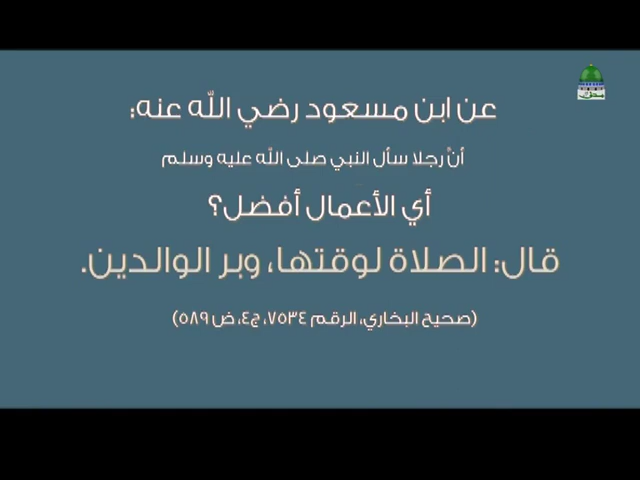 عن ابن مسعود رضي الله عنه:
أن رجلا سأل النبي صلى الله عليه وسلم
أي الأعمال أفضل؟
قال: الصلاة لوقتها، وبر الوالدين.
(صحيح البخاري، الرقم ٧٥٣٤، ج٤، ص ٥٨٩)